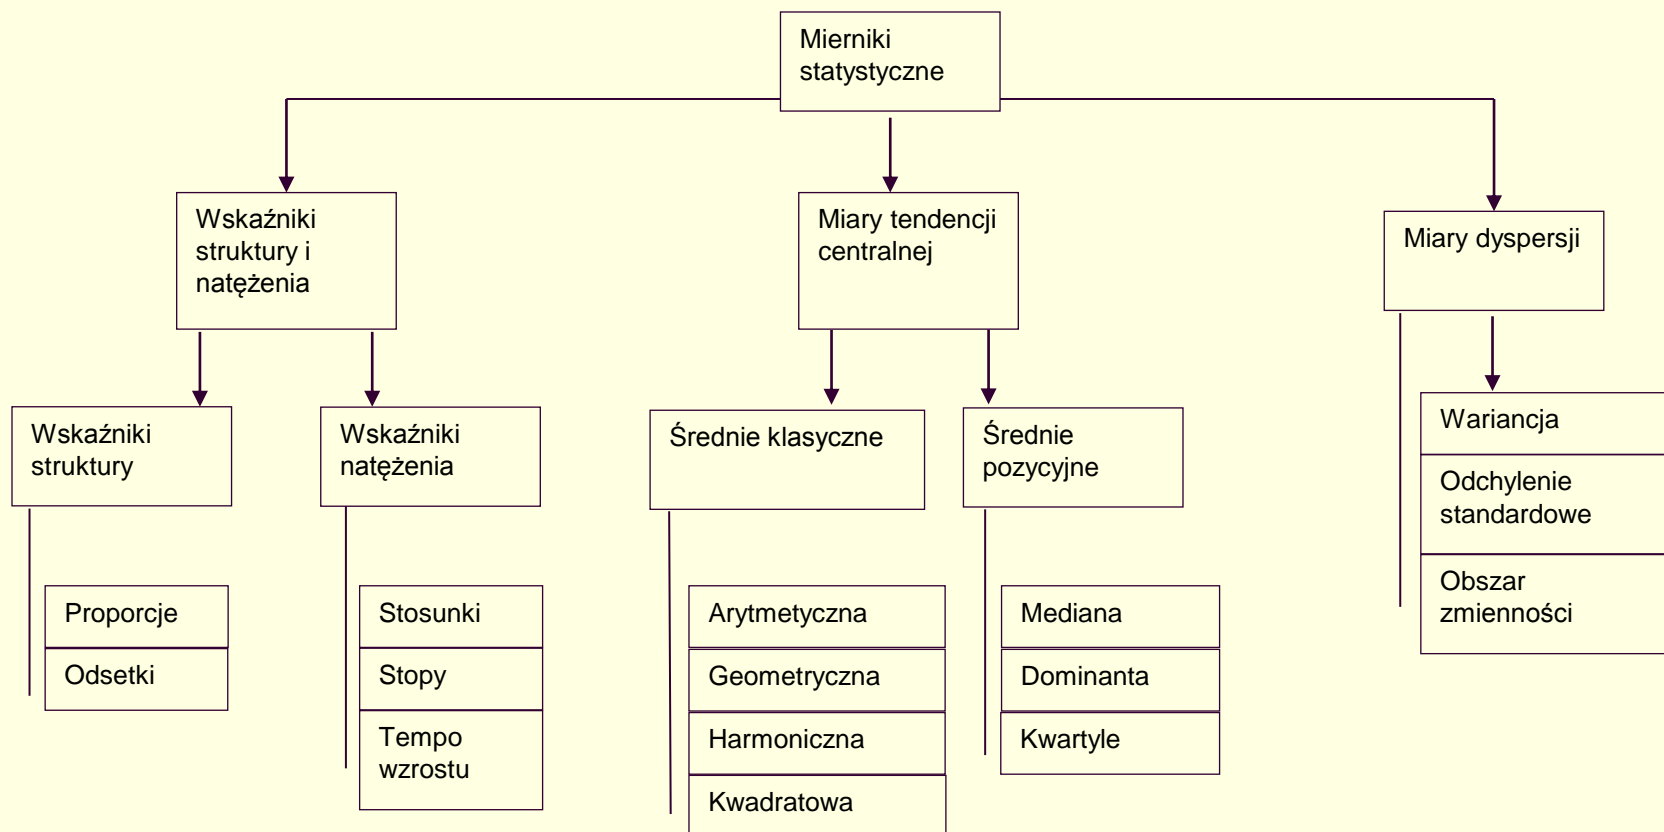 Mierniki
statystyczne
Wskaźniki
struktury i
natężenia
Miary tendencji
centralnej
Miary dyspersji
Wskaźniki
struktury
Wskaźniki
natężenia
Średnie klasyczne
Średnie
pozycyjne
Wariancja
Odchylenie
standardowe
Obszar
zmienności
Proporcje
Odsetki
Stosunki
Stopy
Tempo
wzrostu
Arytmetyczna
Geometryczna
Harmoniczna
Kwadratowa
Mediana
Dominanta
Kwartyle